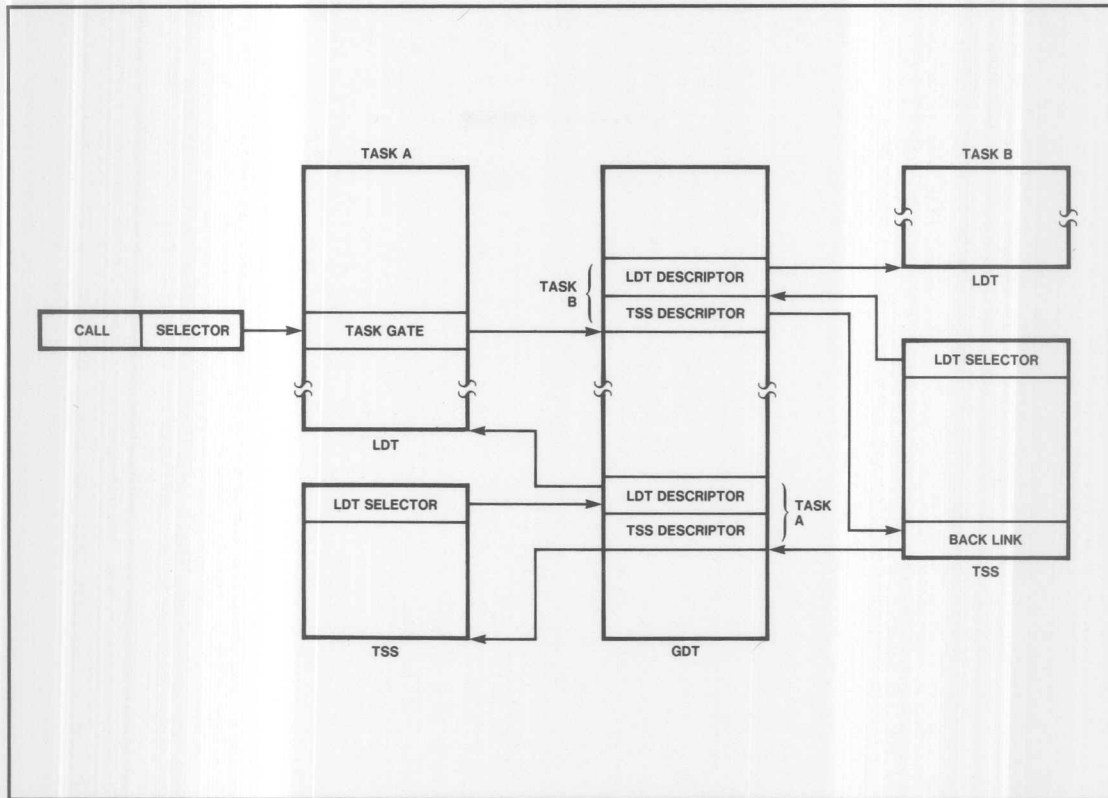 TASK A
TASK B
CALL
SELECTOR
TASK GATE
LDT
LDT SELECTOR
TSS
TASK
B
LDT DESCRIPTOR
TSS DESCRIPTOR
LDT DESCRIPTOR
TSS DESCRIPTOR
TASK
A
GDT
LDT
LDT SELECTOR
BACK LINK
TSS